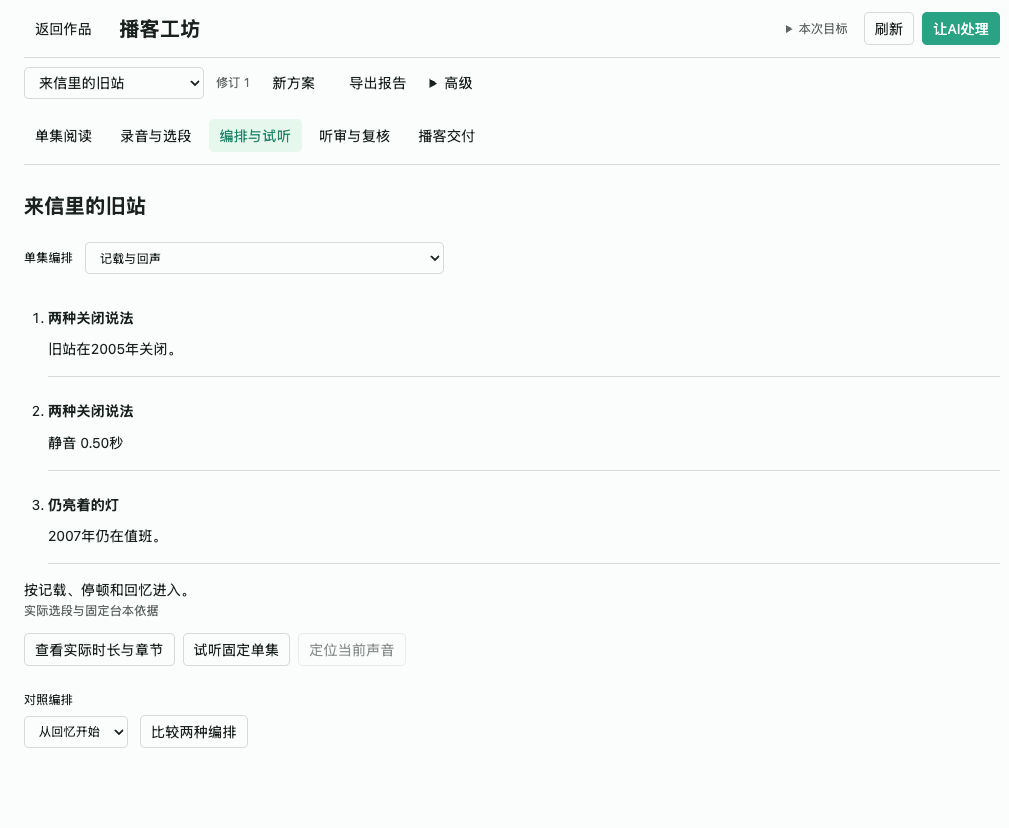 返回作品 播客工坊 ▶ 本次目标 刷新 让AI处理
来信里的旧站 修订 1 新方案 导出报告 ▶ 高级
单集阅读 录音与选段 编排与试听 听审与复核 播客交付
来信里的旧站
单集编排 记载与回声
1. 两种关闭说法
旧站在2005年关闭。
2. 两种关闭说法
静音 0.50秒
3. 仍亮着的灯
2007年仍在值班。
按记载、停顿和回忆进入。
实际选段与固定台本依据
查看实际时长与章节 试听固定单集 定位当前声音
对照编排
从回忆开始 比较两种编排